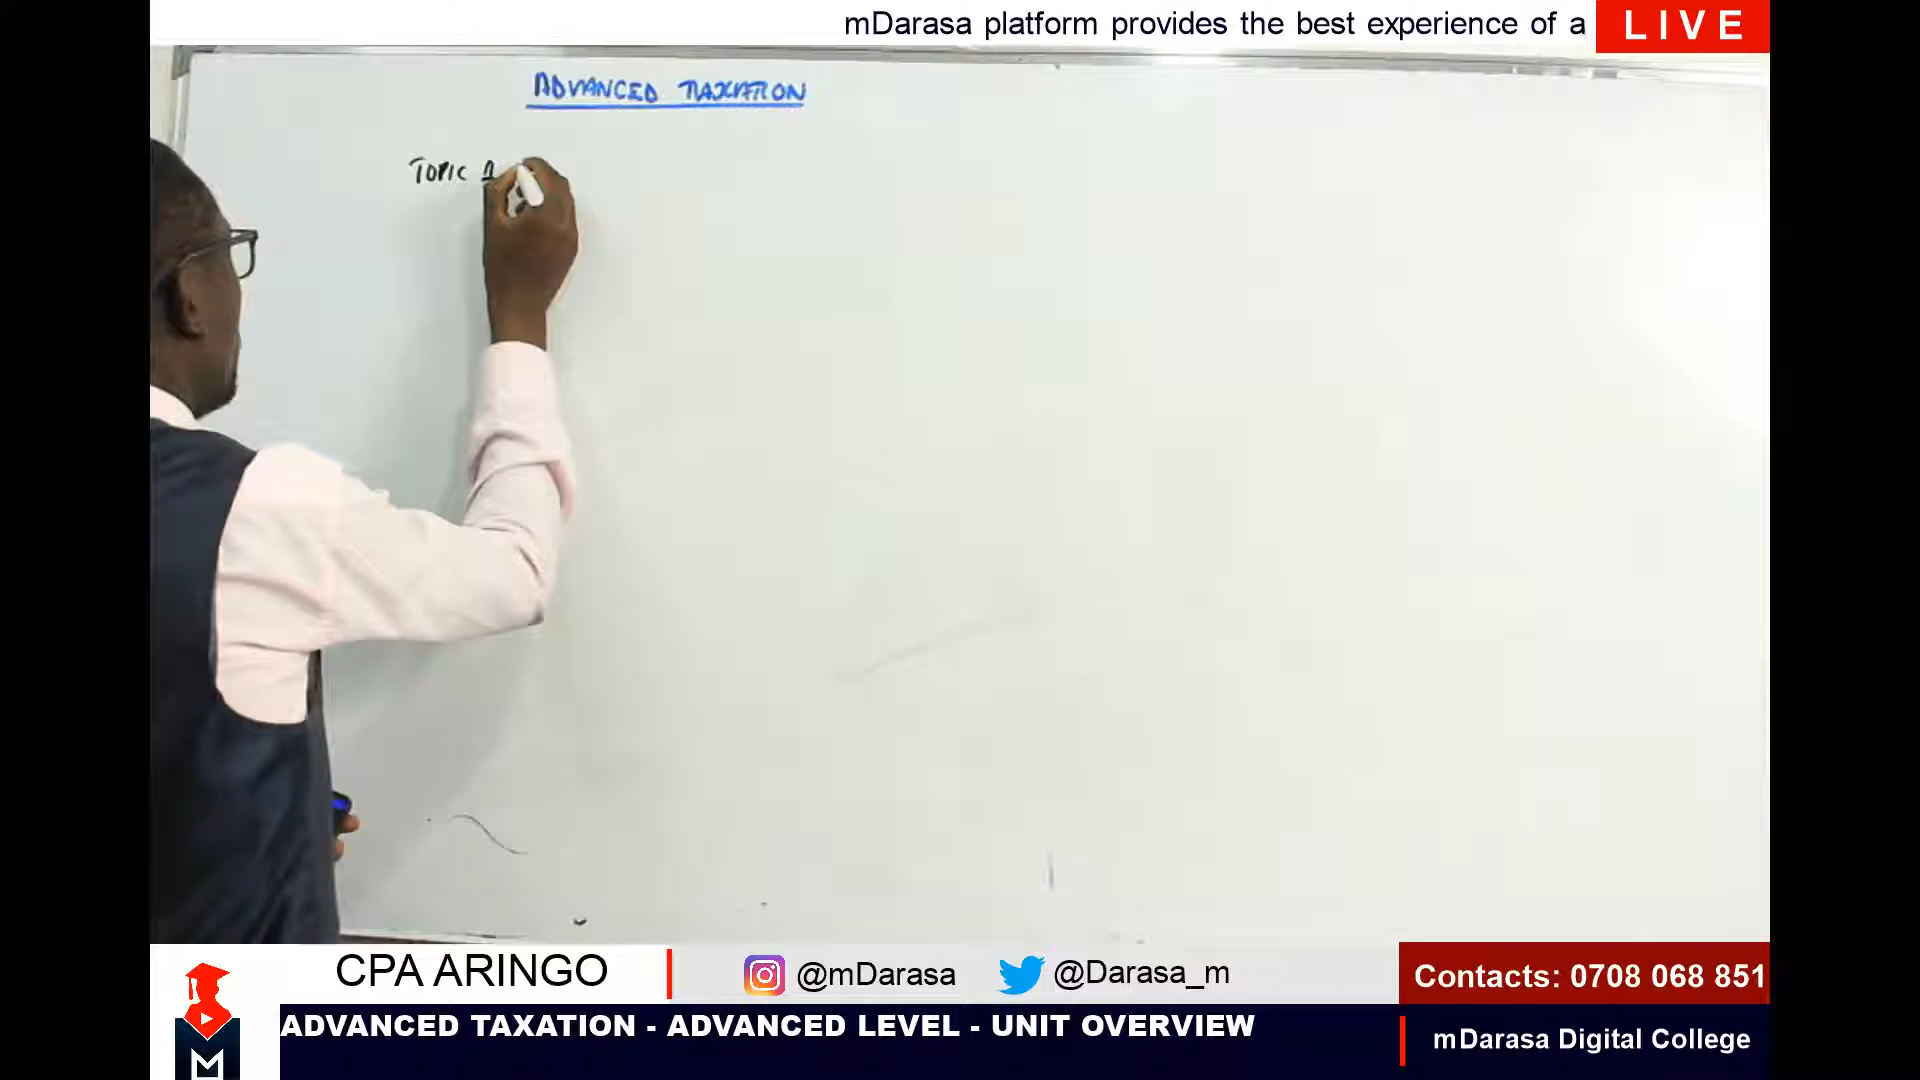 mDarasa platform provides the best experience of a
LIVE
ADVANCED TAXATION
TOPIC 1
CPA ARINGO
@mDarasa
@Darasa_m
Contacts: 0708 068 851
ADVANCED TAXATION - ADVANCED LEVEL - UNIT OVERVIEW
mDarasa Digital College
M